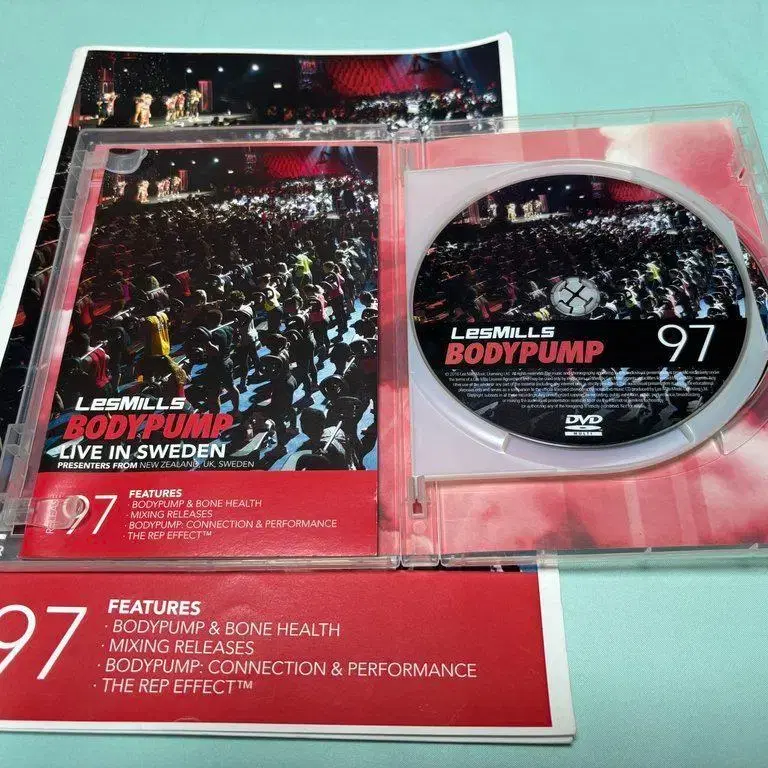 LESMILLS
BODYPUMP
LIVE IN SWEDEN
PRESENTERS FROM NEW ZEALAND, UK, SWEDEN
RELEASE 97
FEATURES
· BODYPUMP & BONE HEALTH
· MIXING RELEASES
· BODYPUMP: CONNECTION & PERFORMANCE
· THE REP EFFECT™
LESMILLS
BODYPUMP
97
DVD
MULTI
97
FEATURES
· BODYPUMP & BONE HEALTH
· MIXING RELEASES
· BODYPUMP: CONNECTION & PERFORMANCE
· THE REP EFFECT™